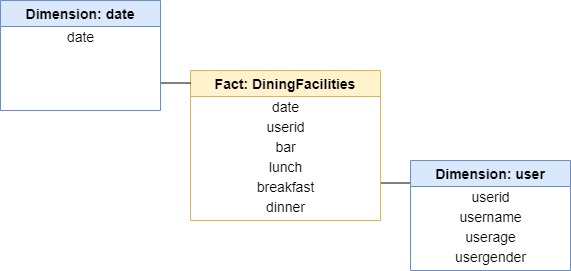 Dimension: date
date
Fact: DiningFacilities
date
userid
bar
lunch
breakfast
dinner
Dimension: user
userid
username
userage
usergender